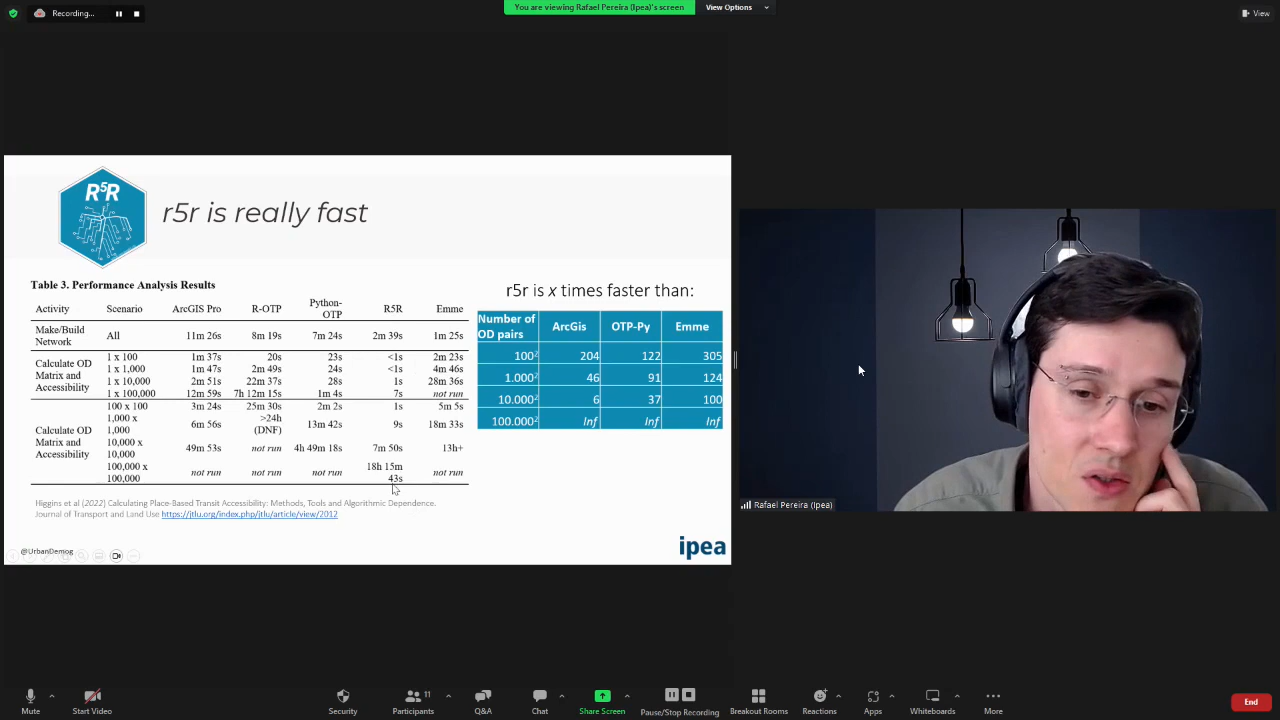 Recording...
You are viewing Rafael Pereira (Ipea)'s screen
View Options
View
R5R
r5r is really fast
Table 3. Performance Analysis Results
Activity Scenario ArcGIS Pro R-OTP Python-OTP R5R Emme
Make/Build Network All 11m 26s 8m 19s 7m 24s 2m 39s 1m 25s
Calculate OD Matrix and Accessibility
1 x 100 1m 37s 20s 23s <1s 2m 23s
1 x 1,000 1m 47s 2m 49s 24s <1s 4m 46s
1 x 10,000 2m 51s 22m 37s 28s 1s 28m 36s
1 x 100,000 12m 59s 7h 12m 15s 1m 4s 7s not run
Calculate OD Matrix and Accessibility
100 x 100 3m 24s 25m 30s 2m 2s 1s 5m 5s
1,000 x 1,000 6m 56s >24h (DNF) 13m 42s 9s 18m 33s
10,000 x 10,000 49m 53s not run 4h 49m 18s 7m 50s 13h+
100,000 x 100,000 not run not run not run 18h 15m 43s not run
Higgins et al (2022) Calculating Place-Based Transit Accessibility: Methods, Tools and Algorithmic Dependence.
Journal of Transport and Land Use https://jtlu.org/index.php/jtlu/article/view/2012
r5r is x times faster than:
Number of OD pairs ArcGis OTP-Py Emme
100² 204 122 305
1.000² 46 91 124
10.000² 6 37 100
100.000² Inf Inf Inf
@UrbanDemog
ipea
Rafael Pereira (Ipea)
Mute
Start Video
Security
Participants 11
Q&A
Chat
Share Screen
Pause/Stop Recording
Breakout Rooms
Reactions
Apps
Whiteboards
More
End